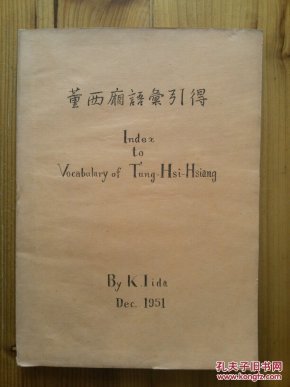 董西廂語彙引得
Index
to
Vocabulary of Tung-Hsi-Hsiang
By K. Iida
Dec. 1951
孔夫子旧书网